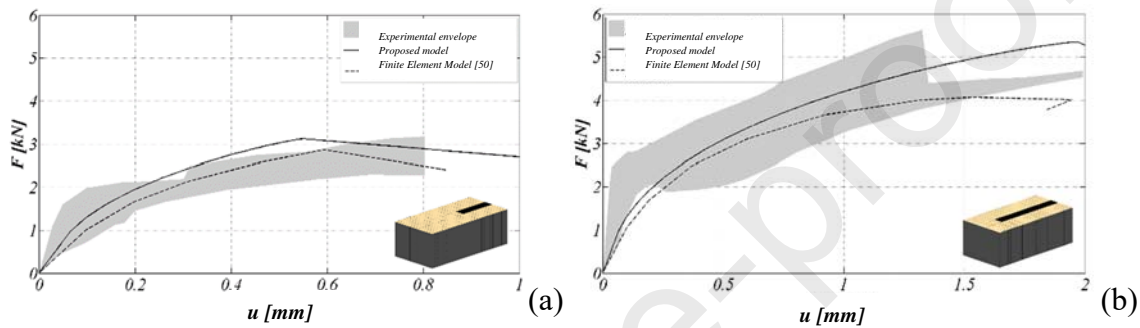 6
5
4
3
2
1
0
F [kN]
Experimental envelope
Proposed model
Finite Element Model [50]
0 0.2 0.4 0.6 0.8 1
u [mm]
(a)
6
5
4
3
2
1
0
F [kN]
Experimental envelope
Proposed model
Finite Element Model [50]
0 0.5 1 1.5 2
u [mm]
(b)
e-proo